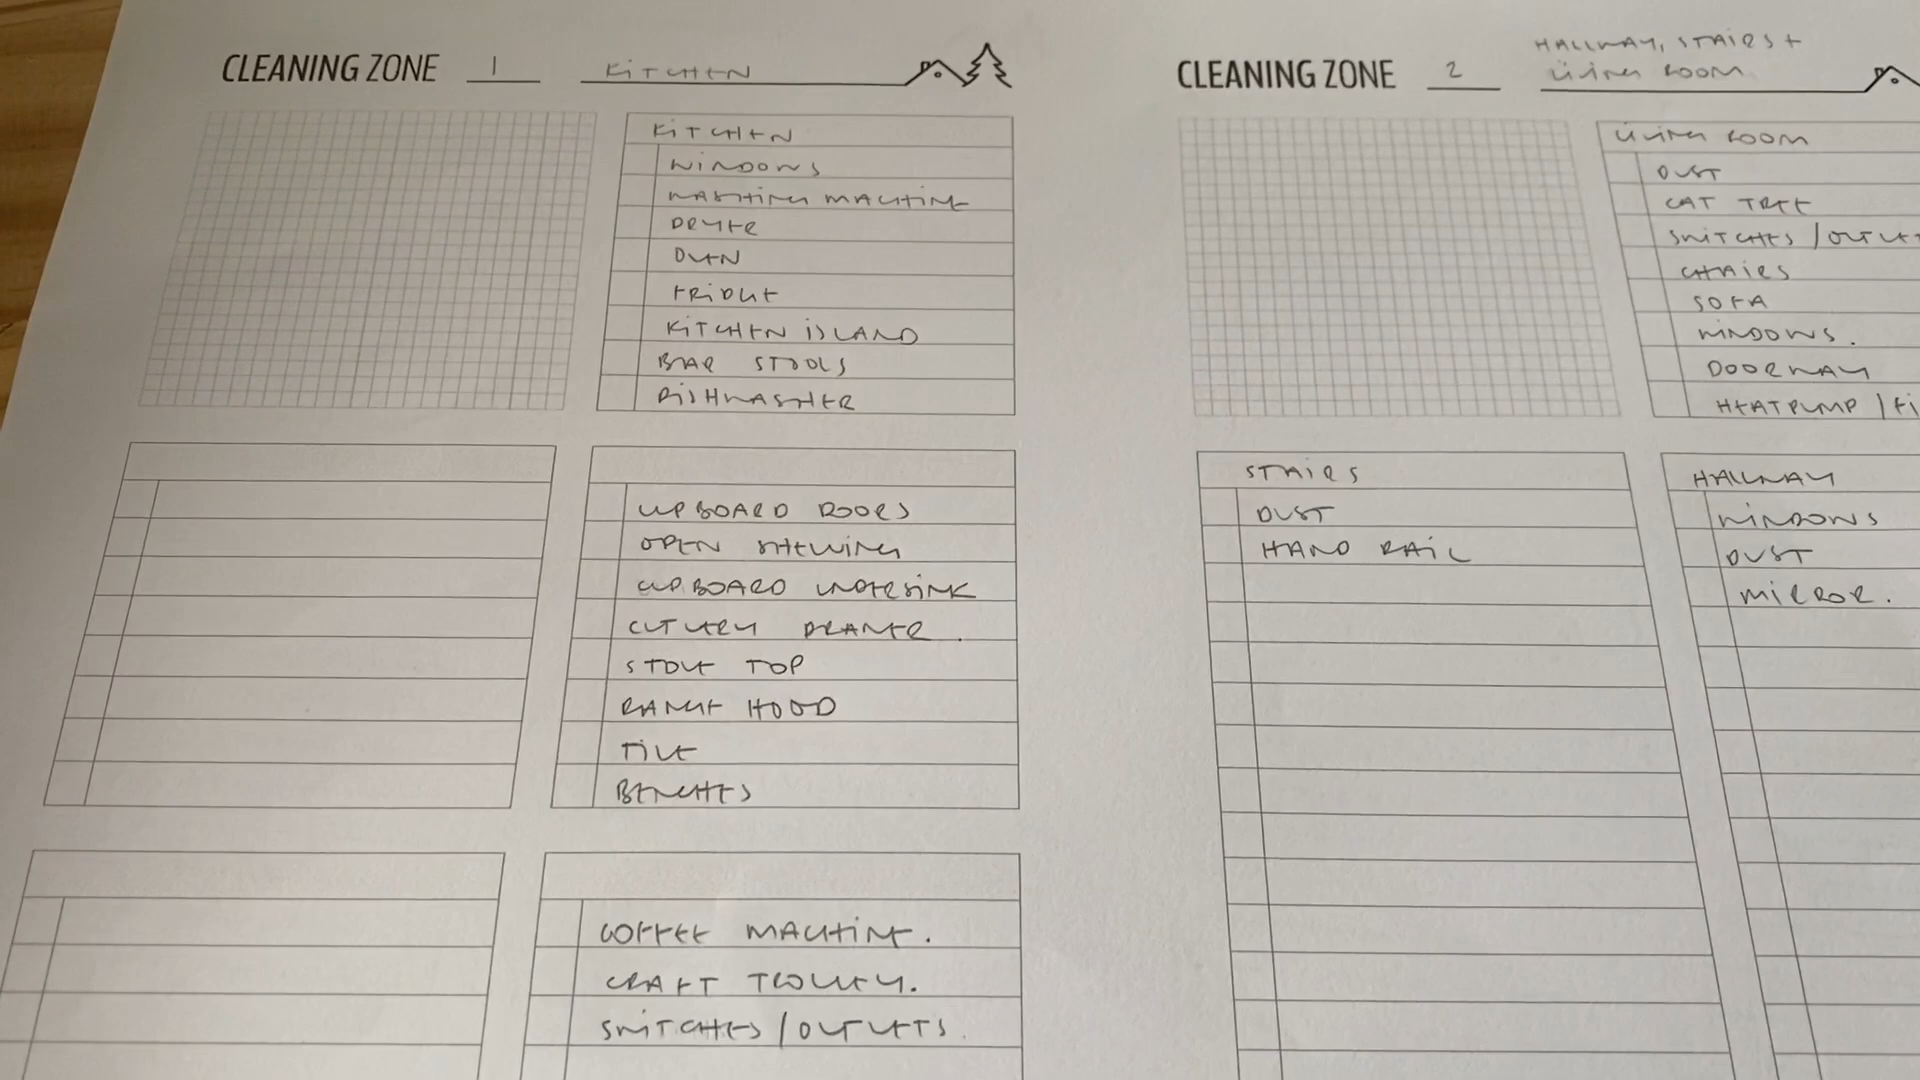 CLEANING ZONE 1 KITCHEN
KITCHEN
WINDOWS
WASHING MACHINE
DRYER
OVEN
FRIDGE
KITCHEN ISLAND
BAR STOOLS
DISHWASHER
CUPBOARD DOORS
OPEN SHELVING
CUPBOARD UNDERSINK
CUTLERY DRAWER.
STOVE TOP
RANGE HOOD
TILE
BENCHES
COFFEE MACHINE.
CRAFT TROLLEY.
SWITCHES/OUTLETS
HALLWAY, STAIRS +
CLEANING ZONE 2 LIVING ROOM
LIVING ROOM
DUST
CAT TREE
SWITCHES /OUTLET
CHAIRS
SOFA
WINDOWS.
DOORWAY
HEATPUMP /
STAIRS
DUST
HAND RAIL
HALLWAY
WINDOWS
DUST
MIRROR.